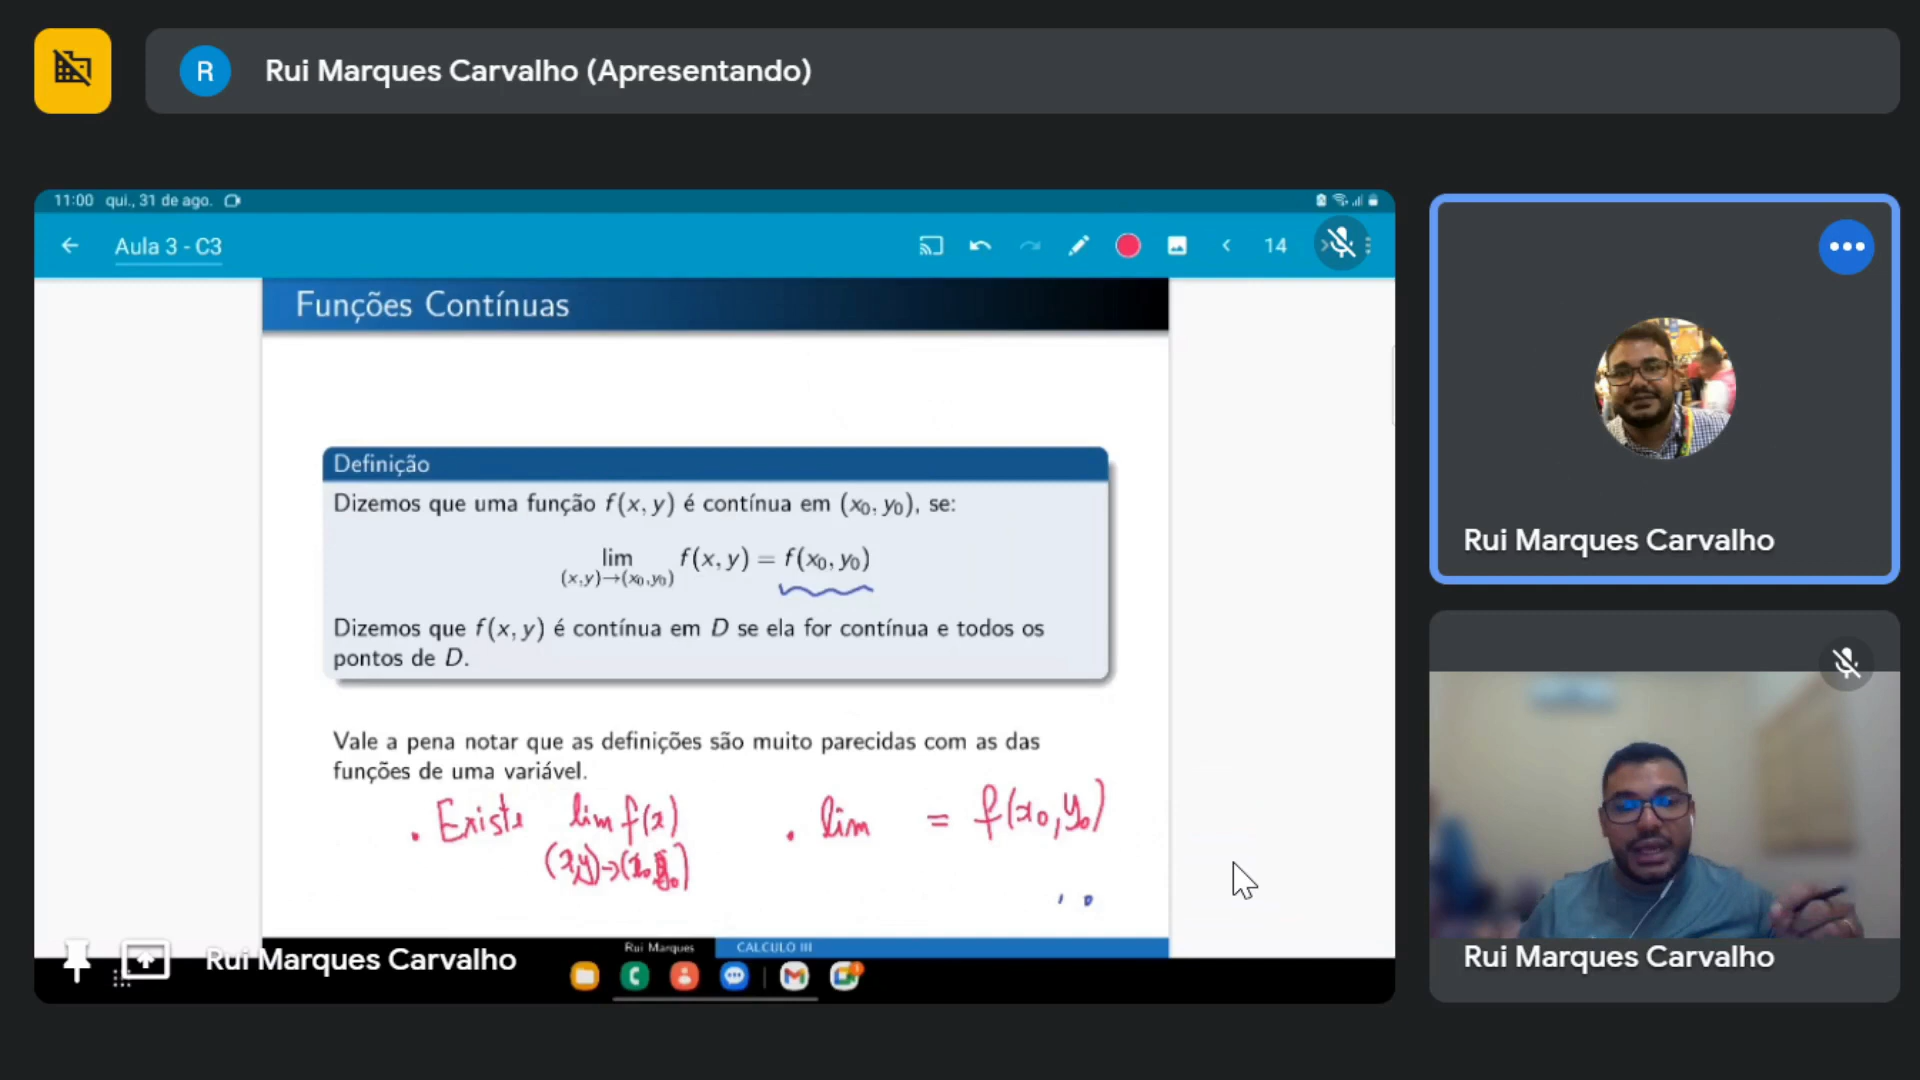 R
Rui Marques Carvalho (Apresentando)
11:00 qui., 31 de ago.
Aula 3 - C3
14
Funções Contínuas
Definição
Dizemos que uma função f(x, y) é contínua em (x₀, y₀), se:
lim f(x, y) = f(x₀, y₀)
(x,y)→(x₀,y₀)
Dizemos que f(x, y) é contínua em D se ela for contínua e todos os
pontos de D.
Vale a pena notar que as definições são muito parecidas com as das
funções de uma variável.
. Existe lim f(x) . lim = f(x₀,y₀)
(x,y)→(x₀,y₀)
Rui Marques CALCULO III
Rui Marques Carvalho
Rui Marques Carvalho
Rui Marques Carvalho